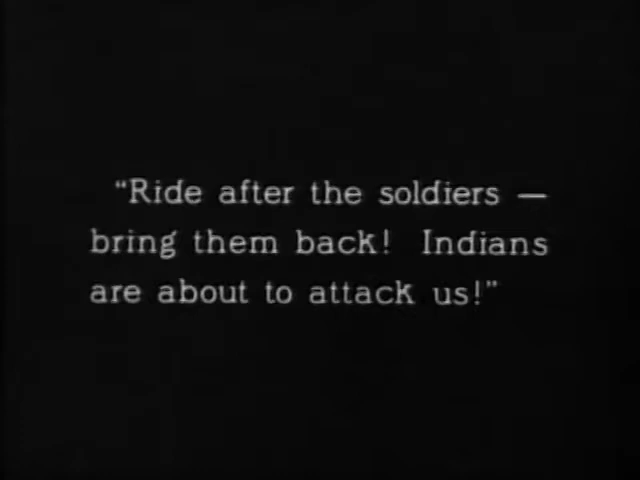 “Ride after the soldiers —
bring them back!  Indians
are about to attack us!”